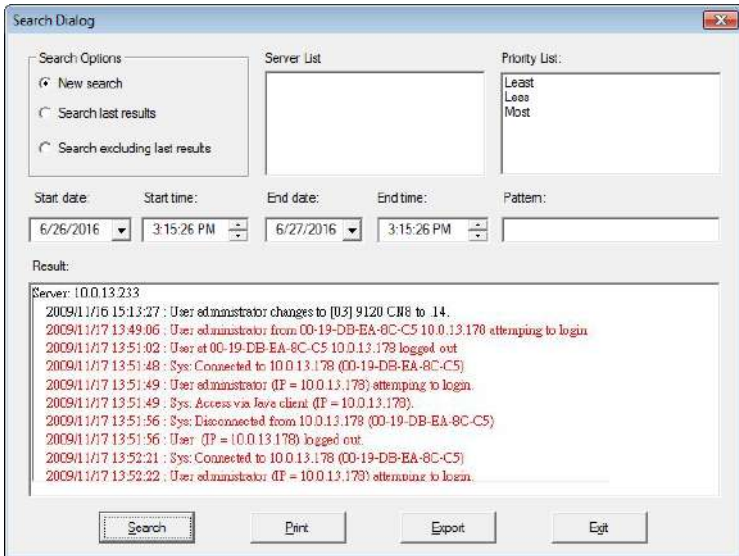 Search Dialog
Search Options
New search
Search last results
Search excluding last results
Server List
Priority List:
Least
Less
Most
Start date:
Start time:
End date:
End time:
Pattern:
6/26/2016
3:15:26 PM
6/27/2016
3:15:26 PM
Result:
Server: 10.0.13.233
2009/11/16 15:13:27 : User administrator changes to [03] 9120 CN8 to .14.
2009/11/17 13:49:06 : User administrator from 00-19-DB-EA-8C-C5 10.0.13.178 attemping to login
2009/11/17 13:51:02 : User at 00-19-DB-EA-8C-C5 10.0.13.178 logged out
2009/11/17 13:51:48 : Sys: Connected to 10.0.13.178 (00-19-DB-EA-8C-C5)
2009/11/17 13:51:49 : User administrator (IP = 10.0.13.178) attemping to login.
2009/11/17 13:51:49 : Sys: Access via Java client (IP = 10.0.13.178).
2009/11/17 13:51:56 : Sys: Disconnected from 10.0.13.178 (00-19-DB-EA-8C-C5)
2009/11/17 13:51:56 : User (IP = 10.0.13.178) logged out.
2009/11/17 13:52:21 : Sys: Connected to 10.0.13.178 (00-19-DB-EA-8C-C5)
2009/11/17 13:52:22 : User administrator (IP = 10.0.13.178) attemping to login.
Search
Print
Export
Exit